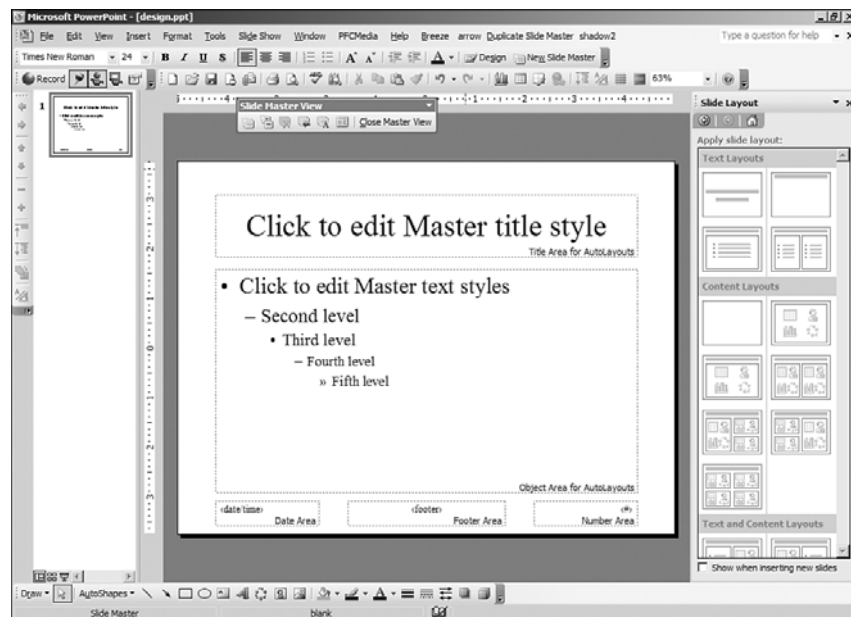 Microsoft PowerPoint - [design.ppt]
File Edit View Insert Format Tools Slide Show Window PFCMedia Help Breeze arrow Duplicate Slide Master shadow2 Type a question for help
Times New Roman 24 B I U S A A A Design New Slide Master
Record 63%
1
Slide Master View
Close Master View
Slide Layout
Apply slide layout:
Text Layouts
Click to edit Master title style
Title Area for AutoLayouts
• Click to edit Master text styles
– Second level
• Third level
– Fourth level
» Fifth level
Object Area for AutoLayouts
<date/time>
Date Area
<footer>
Footer Area
<#>
Number Area
Content Layouts
Text and Content Layouts
Show when inserting new slides
Draw AutoShapes
Slide Master blank